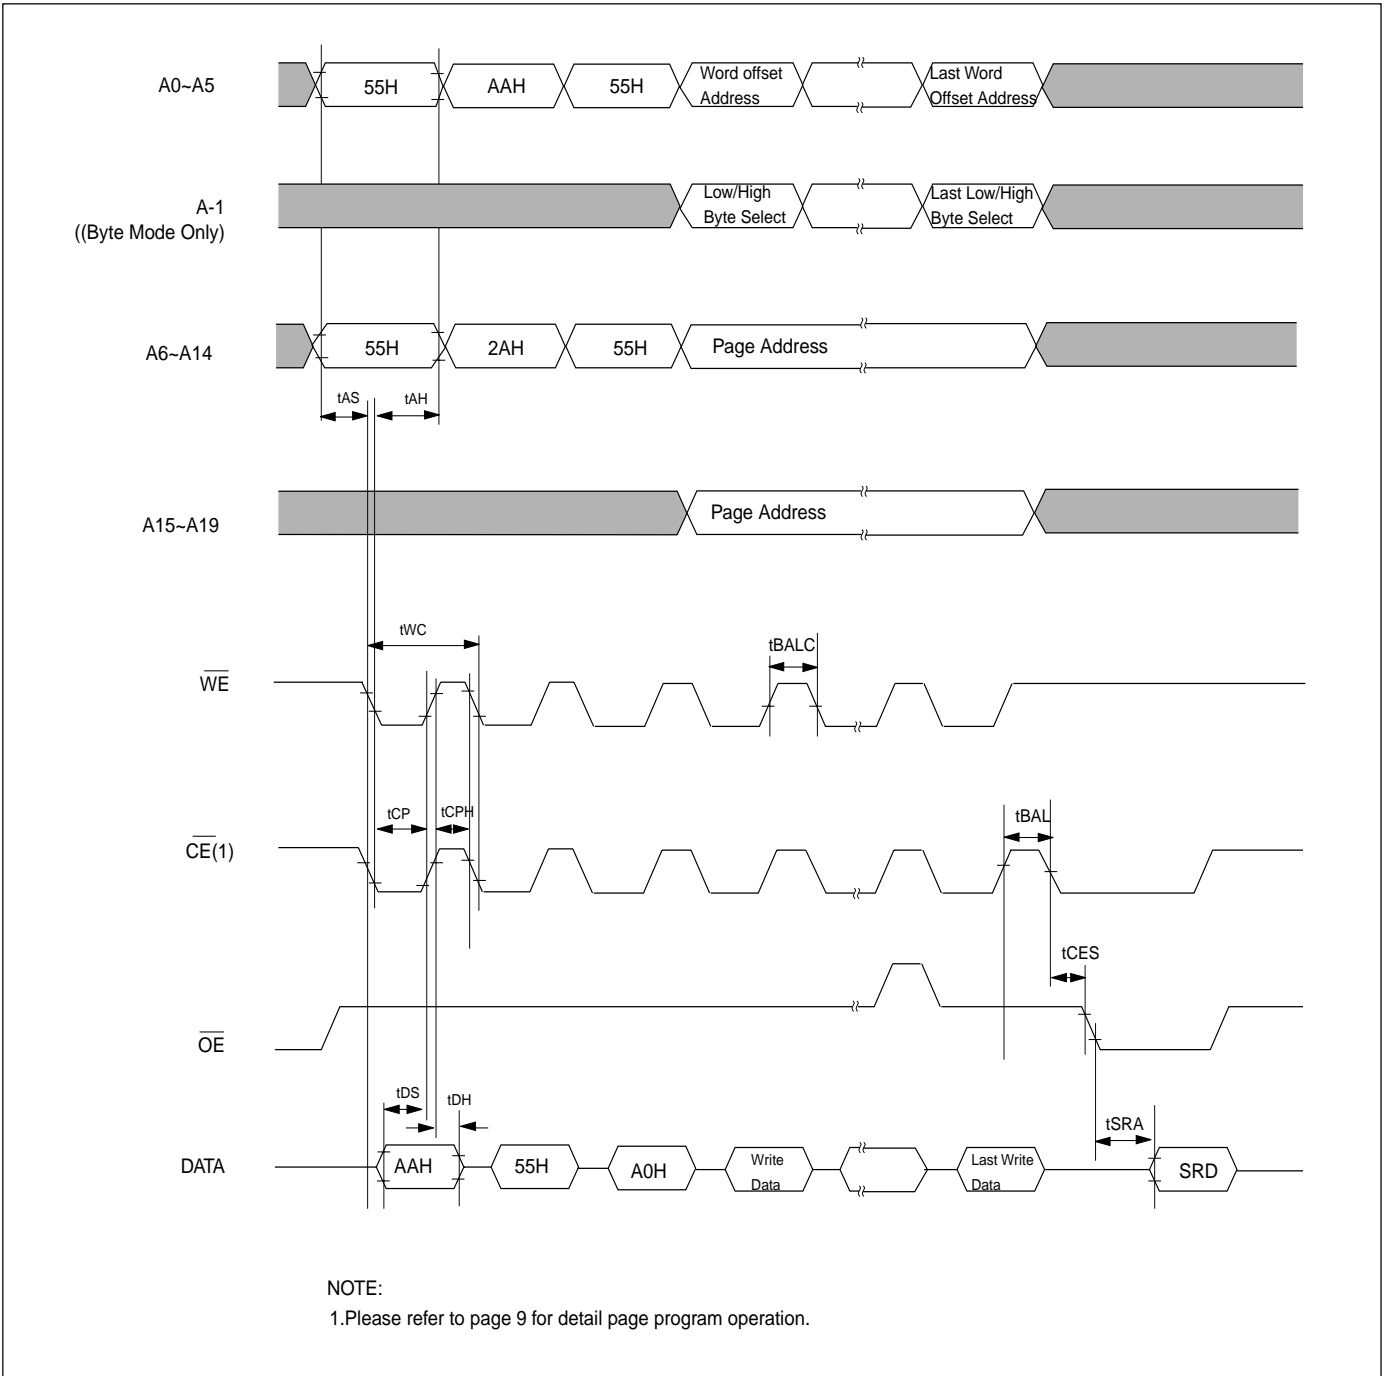 A0~A5
55H
AAH
55H
Word offset
Address
Last Word
Offset Address
A-1
((Byte Mode Only)
Low/High
Byte Select
Last Low/High
Byte Select
A6~A14
55H
2AH
55H
Page Address
tAS
tAH
A15~A19
Page Address
tWC
tBALC
WE
tCP
tCPH
tBAL
CE(1)
tCES
OE
tDS
tDH
tSRA
DATA
AAH
55H
A0H
Write
Data
Last Write
Data
SRD
NOTE:
1.Please refer to page 9 for detail page program operation.